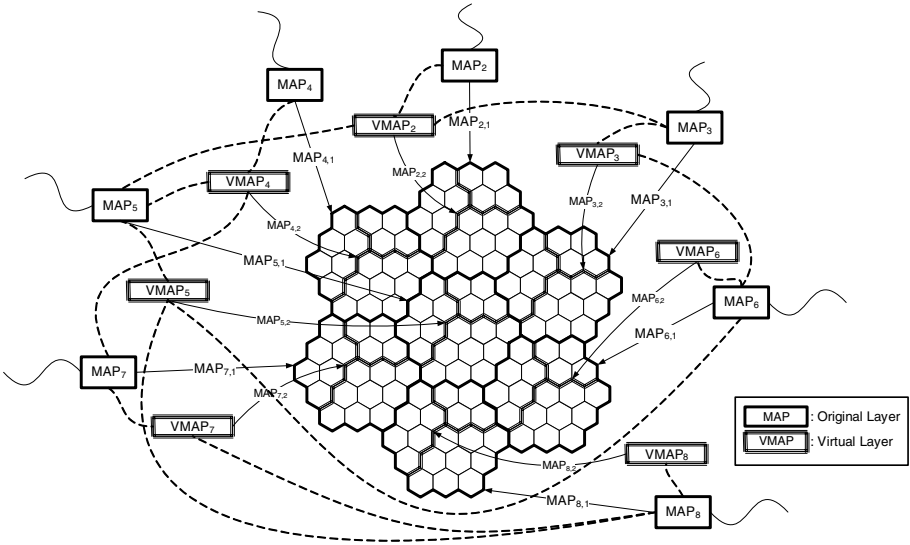 MAP2
MAP4
VMAP2
MAP2,1
MAP3
MAP4,1
VMAP3
MAP2,2
VMAP4
MAP5
MAP3,2
MAP3,1
MAP4,2
MAP5,1
VMAP6
VMAP5
MAP6,2
MAP6
MAP5,2
MAP6,1
MAP7
MAP7,1
MAP7,2
VMAP7
MAP : Original Layer
VMAP : Virtual Layer
VMAP8
MAP8,2
MAP8,1
MAP8